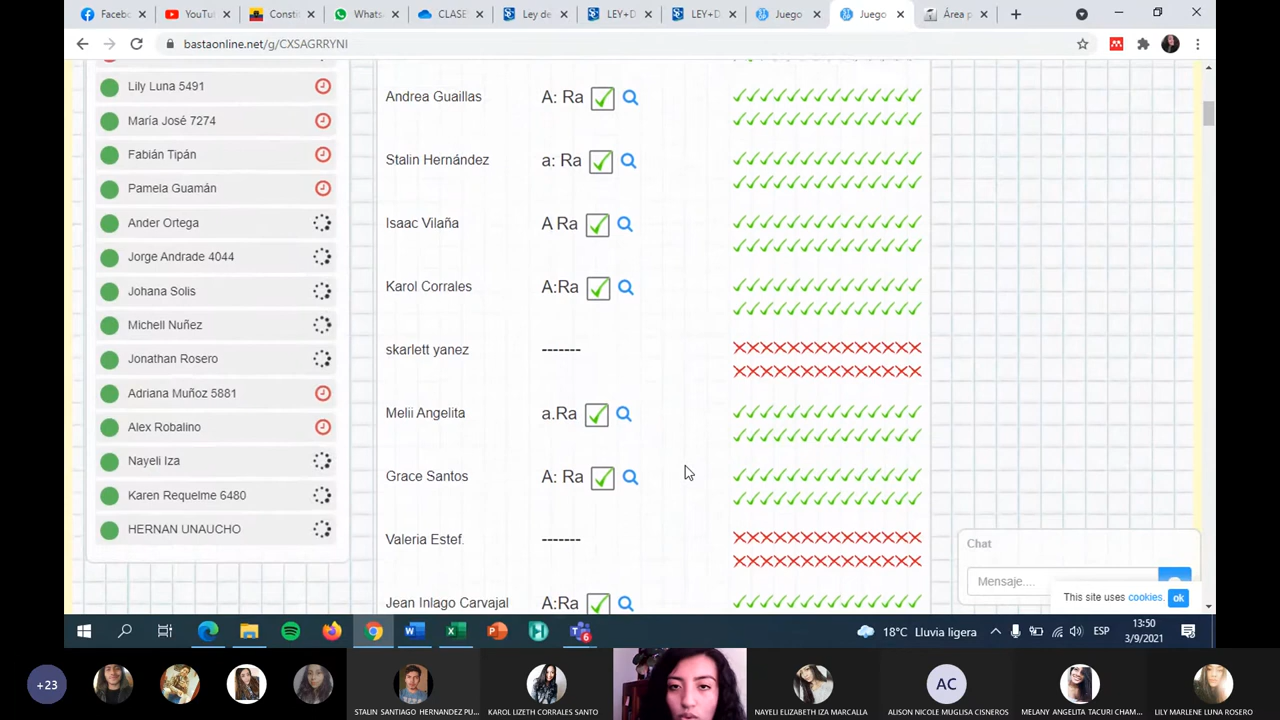 Faceb
YouTu
Consti
Whats
CLASE
Ley de
LEY+D
LEY+D
Juego
Juego
Área p
bastaonline.net/g/CXSAGRRYNI
Lily Luna 5491
María José 7274
Fabián Tipán
Pamela Guamán
Ander Ortega
Jorge Andrade 4044
Johana Solis
Michell Nuñez
Jonathan Rosero
Adriana Muñoz 5881
Alex Robalino
Nayeli Iza
Karen Requelme 6480
HERNAN UNAUCHO
Andrea Guaillas A: Ra
Stalin Hernández a: Ra
Isaac Vilaña A Ra
Karol Corrales A:Ra
skarlett yanez -------
Melii Angelita a.Ra
Grace Santos A: Ra
Valeria Estef. -------
Jean Inlago Carvajal A:Ra
Chat
Mensaje....
This site uses cookies. ok
18°C Lluvia ligera
ESP
13:50
3/9/2021
6
+23
STALIN SANTIAGO HERNANDEZ PU...
KAROL LIZETH CORRALES SANTO
NAYELI ELIZABETH IZA MARCALLA
AC
ALISON NICOLE MUGLISA CISNEROS
MELANY ANGELITA TACURI CHAM...
LILY MARLENE LUNA ROSERO